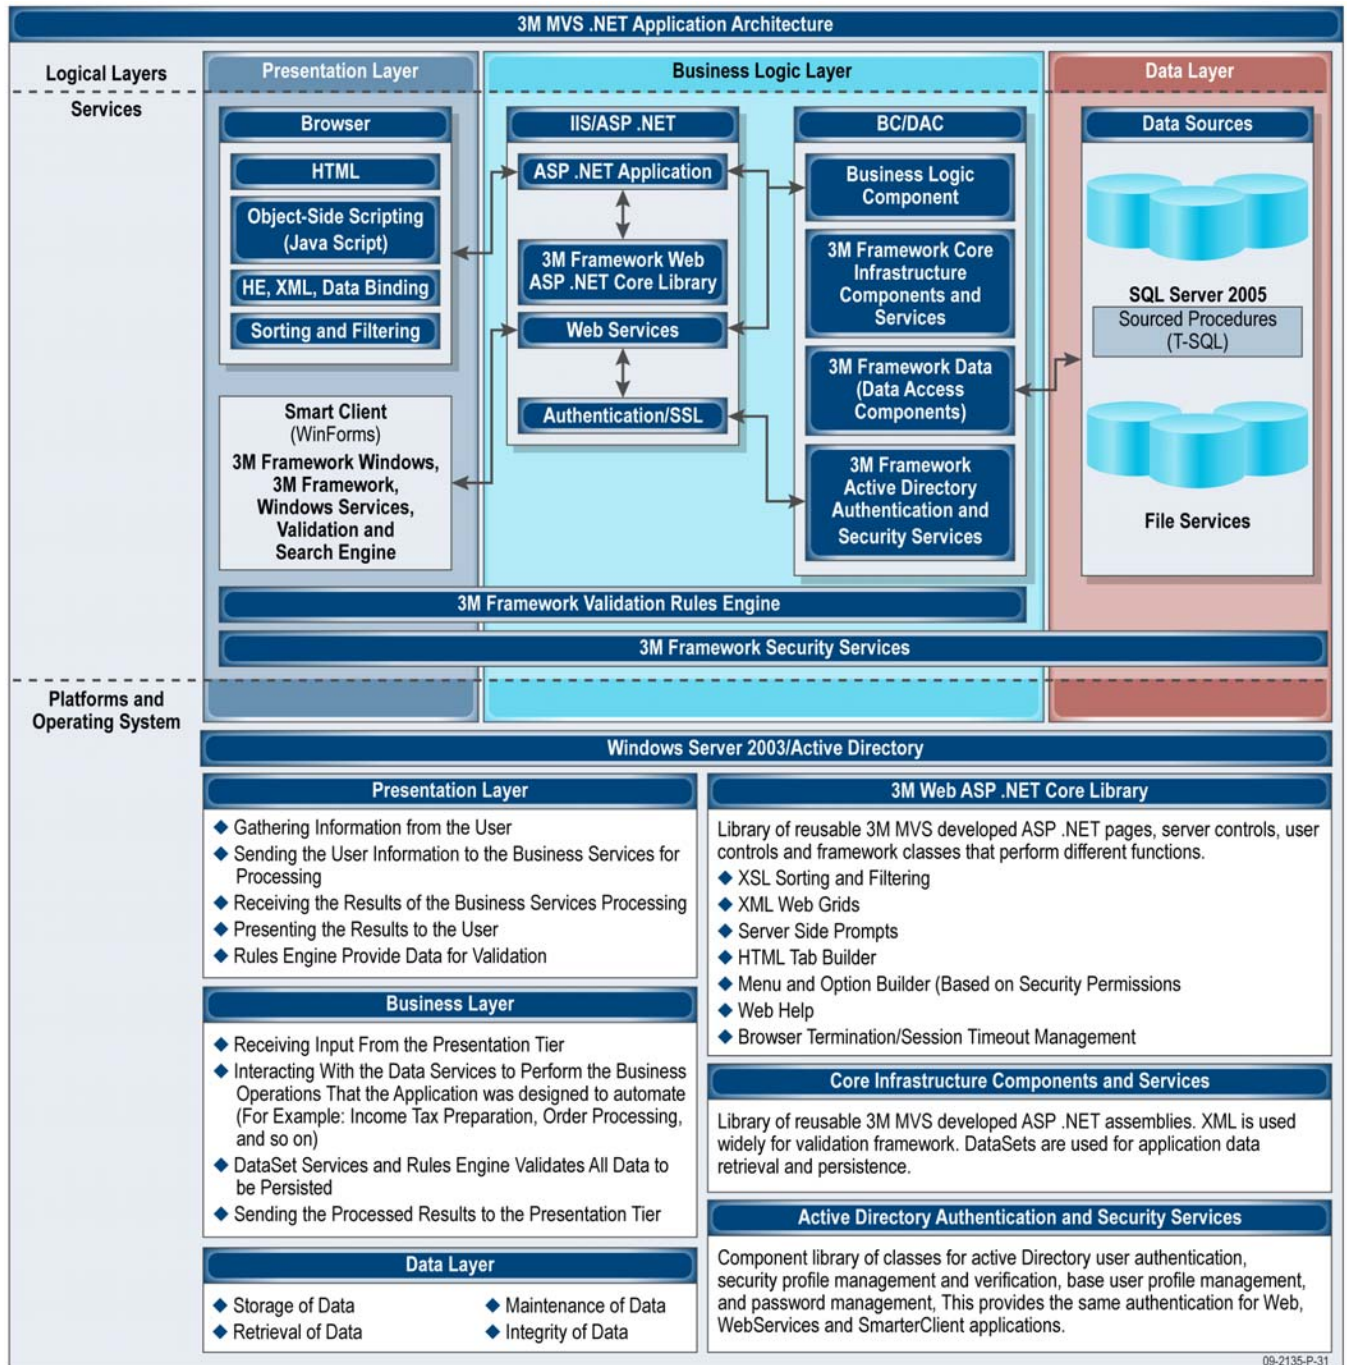 3M MVS .NET Application Architecture
Logical Layers
Presentation Layer
Business Logic Layer
Data Layer
Services
Browser
HTML
Object-Side Scripting
(Java Script)
HE, XML, Data Binding
Sorting and Filtering
Smart Client
(WinForms)
3M Framework Windows,
3M Framework,
Windows Services,
Validation and
Search Engine
IIS/ASP .NET
ASP .NET Application
3M Framework Web
ASP .NET Core Library
Web Services
Authentication/SSL
BC/DAC
Business Logic
Component
3M Framework Core
Infrastructure
Components and
Services
3M Framework Data
(Data Access
Components)
3M Framework
Active Directory
Authentication and
Security Services
Data Sources
SQL Server 2005
Sourced Procedures
(T-SQL)
File Services
3M Framework Validation Rules Engine
3M Framework Security Services
Platforms and
Operating System
Windows Server 2003/Active Directory
Presentation Layer
◆ Gathering Information from the User
◆ Sending the User Information to the Business Services for
Processing
◆ Receiving the Results of the Business Services Processing
◆ Presenting the Results to the User
◆ Rules Engine Provide Data for Validation
Business Layer
◆ Receiving Input From the Presentation Tier
◆ Interacting With the Data Services to Perform the Business
Operations That the Application was designed to automate
(For Example: Income Tax Preparation, Order Processing,
and so on)
◆ DataSet Services and Rules Engine Validates All Data to
be Persisted
◆ Sending the Processed Results to the Presentation Tier
Data Layer
◆ Storage of Data
◆ Maintenance of Data
◆ Retrieval of Data
◆ Integrity of Data
3M Web ASP .NET Core Library
Library of reusable 3M MVS developed ASP .NET pages, server controls, user
controls and framework classes that perform different functions.
◆ XSL Sorting and Filtering
◆ XML Web Grids
◆ Server Side Prompts
◆ HTML Tab Builder
◆ Menu and Option Builder (Based on Security Permissions
◆ Web Help
◆ Browser Termination/Session Timeout Management
Core Infrastructure Components and Services
Library of reusable 3M MVS developed ASP .NET assemblies. XML is used
widely for validation framework. DataSets are used for application data
retrieval and persistence.
Active Directory Authentication and Security Services
Component library of classes for active Directory user authentication,
security profile management and verification, base user profile management,
and password management, This provides the same authentication for Web,
WebServices and SmarterClient applications.
09-2135-P-31